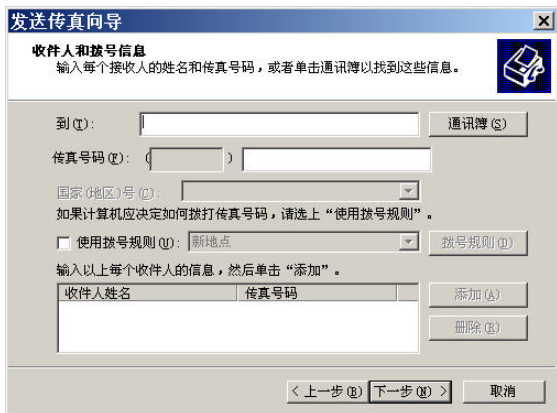 发送传真向导
收件人和拨号信息
输入每个接收人的姓名和传真号码，或者单击通讯簿以找到这些信息。
到(T):
通讯簿(S)
传真号码(F): ( )
国家(地区)号(C):
如果计算机应决定如何拨打传真号码，请选上“使用拨号规则”。
使用拨号规则(U): 新地点 拨号规则(D)
输入以上每个收件人的信息，然后单击“添加”。
收件人姓名 传真号码
添加(A)
删除(R)
< 上一步(B) 下一步(N) > 取消